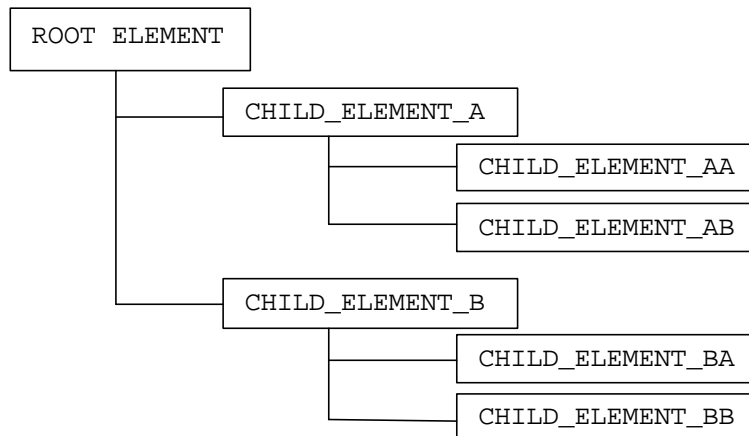 ROOT ELEMENT
CHILD_ELEMENT_A
CHILD_ELEMENT_AA
CHILD_ELEMENT_AB
CHILD_ELEMENT_B
CHILD_ELEMENT_BA
CHILD_ELEMENT_BB